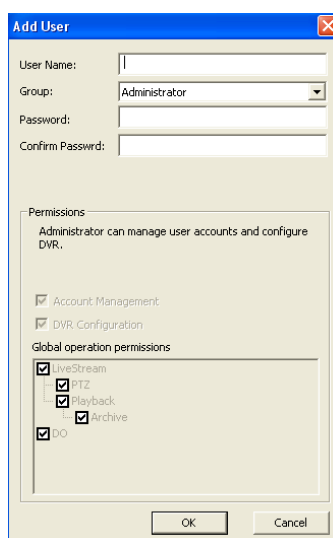 Add User
User Name:
Group: Administrator
Password:
Confirm Passwrd:
Permissions
Administrator can manage user accounts and configure
DVR.
Account Management
DVR Configuration
Global operation permissions
LiveStream
PTZ
Playback
Archive
DO
OK Cancel